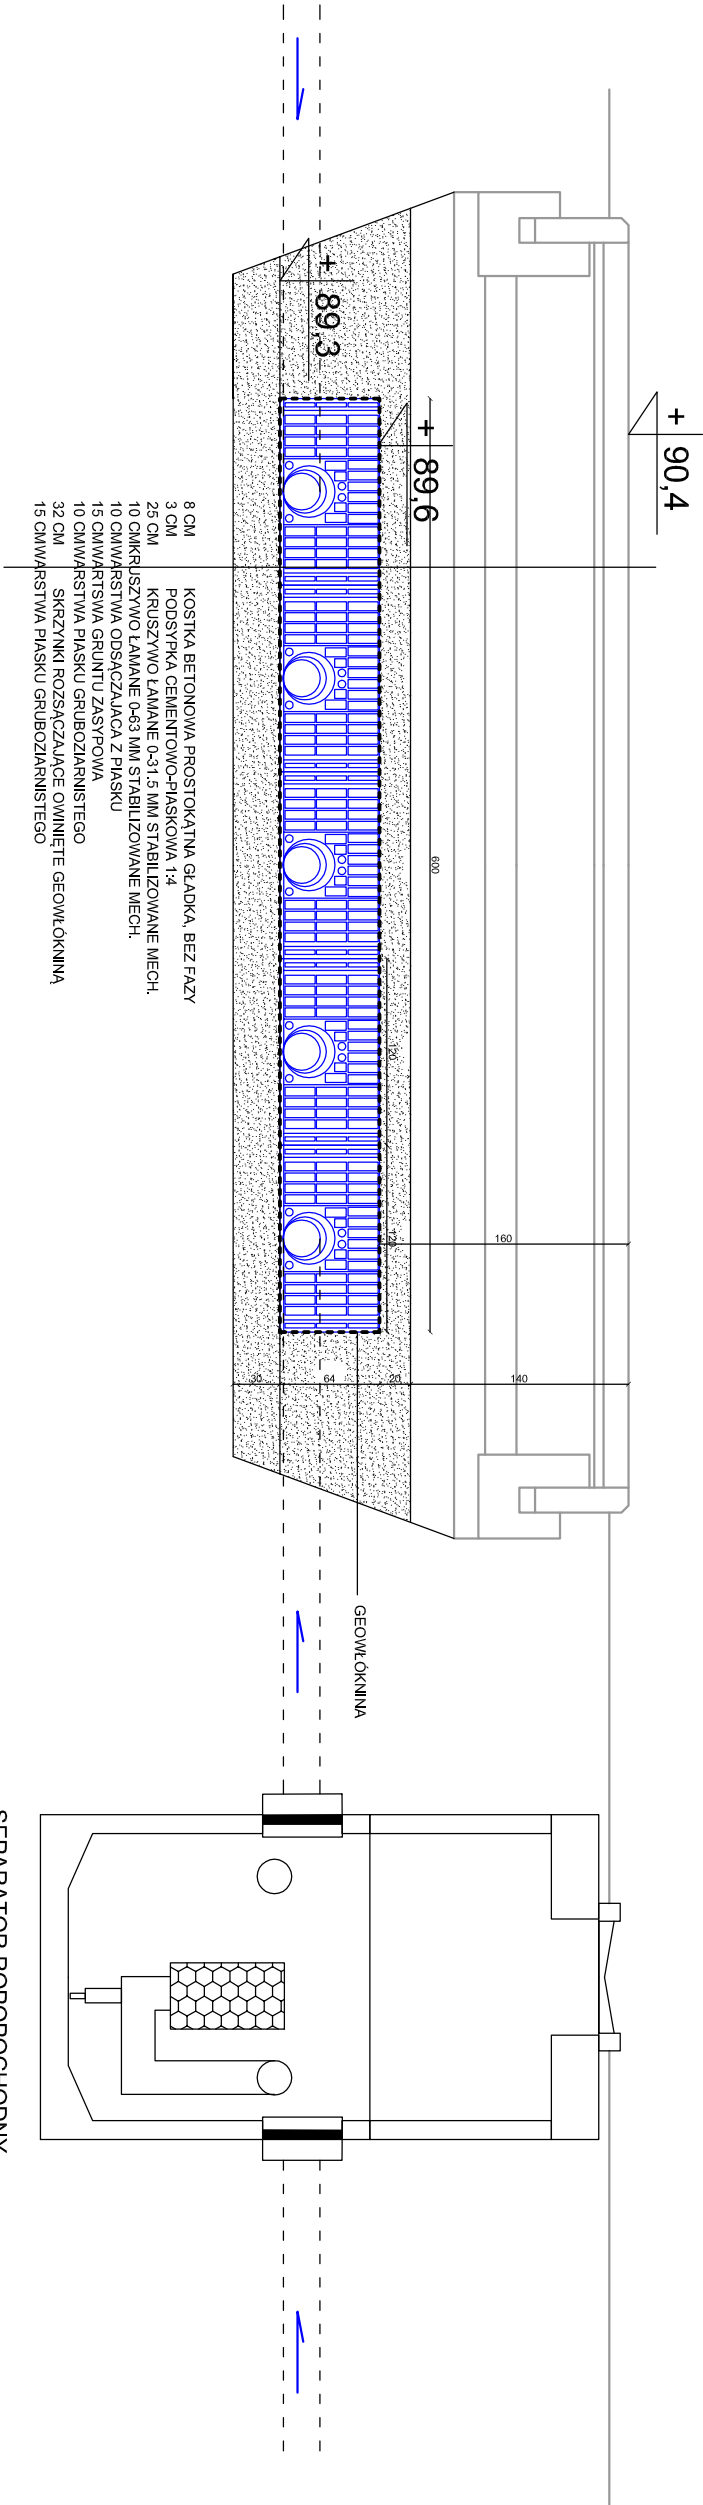 + 90,4
+ 89,6
+ 89,3
600
120
120
160
140
20
64
30
GEOWŁÓKNINA
8 CM KOSTKA BETONOWA PROSTOKĄTNA GŁADKA, BEZ FAZY
3 CM PODSYPKA CEMENTOWO-PIASKOWA 1:4
25 CM KRUSZYWO ŁAMANE 0-31.5 MM STABILIZOWANE MECH.
10 CMKRUSZYWO ŁAMANE 0-63 MM STABILIZOWANE MECH.
10 CMWARSTWA ODSĄCZAJACA Z PIASKU
15 CMWARTSWA GRUNTU ZASYPOWA
10 CMWARSTWA PIASKU GRUBOZIARNISTEGO
32 CM SKRZYNKI ROZSĄCZAJĄCE OWINIĘTE GEOWŁÓKNINĄ
15 CMWARSTWA PIASKU GRUBOZIARNISTEGO